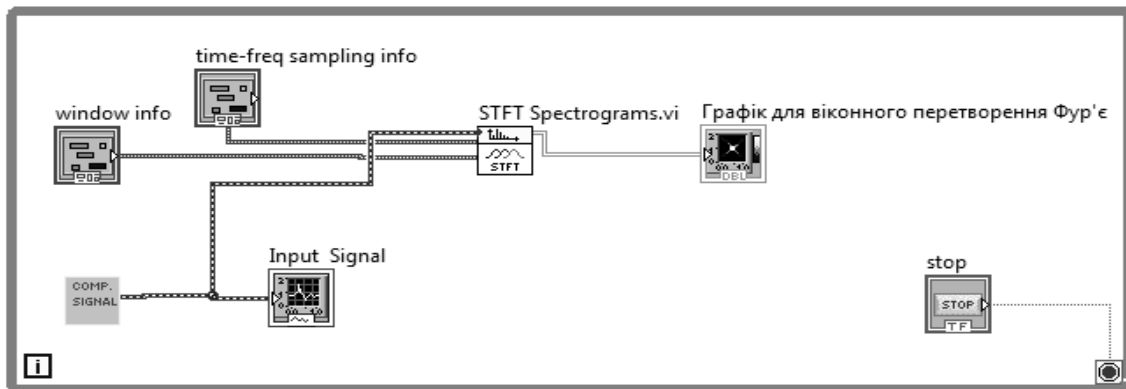 time-freq sampling info
window info
STFT Spectrograms.vi
Графік для віконного перетворення Фур'є
STFT
DBL
Input  Signal
COMP.
SIGNAL
stop
STOP
TF
i